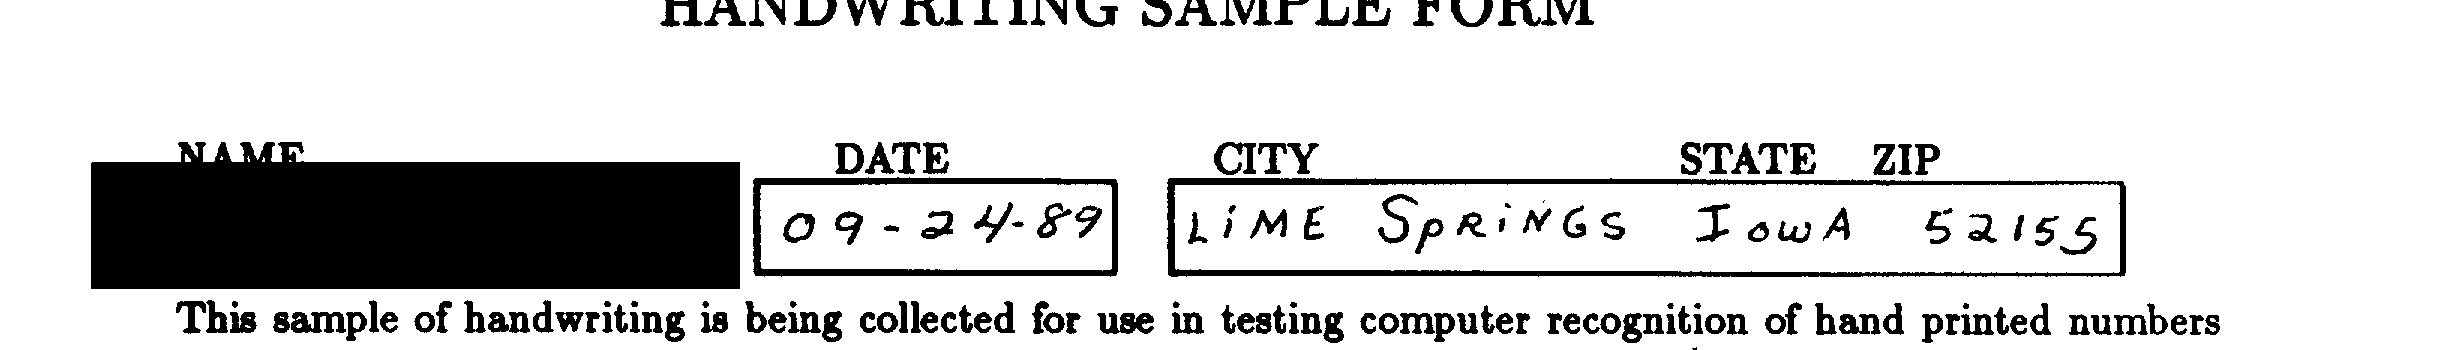 HANDWRITING SAMPLE FORM
NAME DATE CITY STATE ZIP
09-24-89 LiME SpRiNGS IowA 52155
This sample of handwriting is being collected for use in testing computer recognition of hand printed numbers